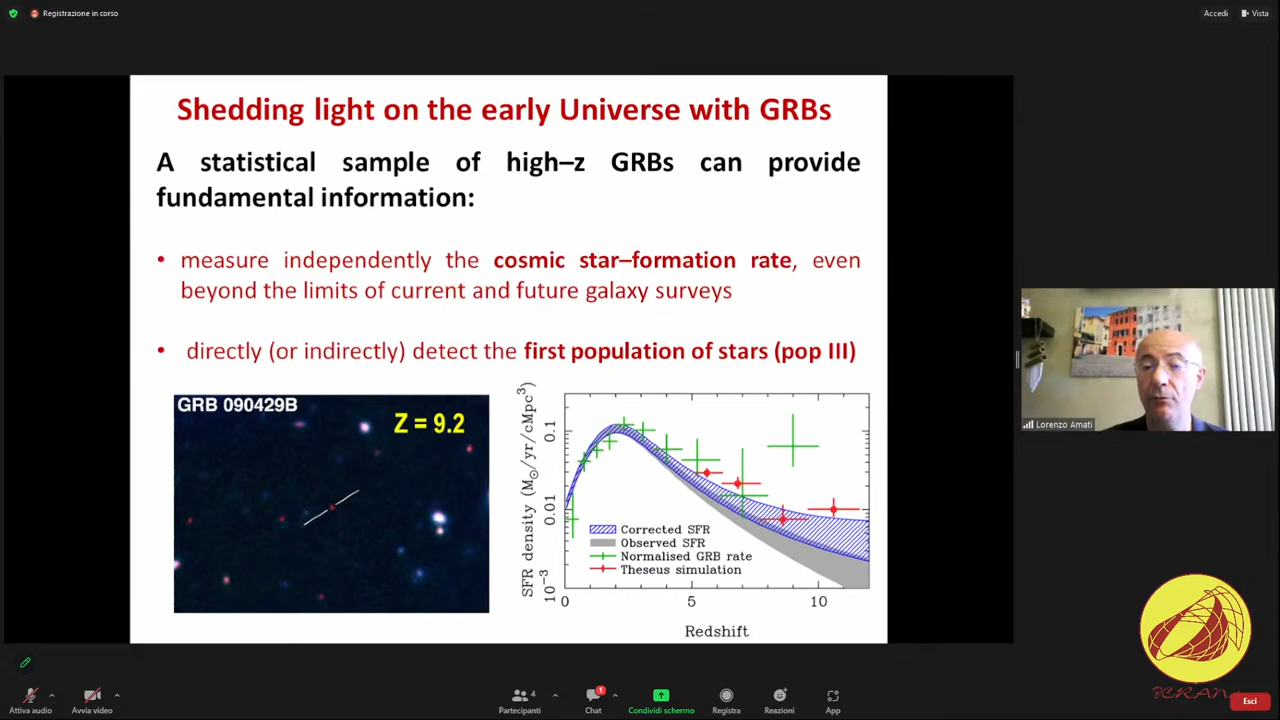 Registrazione in corso
Accedi
Vista
Shedding light on the early Universe with GRBs
A statistical sample of high–z GRBs can provide
fundamental information:
• measure independently the cosmic star–formation rate, even
beyond the limits of current and future galaxy surveys
• directly (or indirectly) detect the first population of stars (pop III)
GRB 090429B
Z = 9.2
SFR density (M⊙/yr/cMpc³)
0.1
0.01
10⁻³
Corrected SFR
Observed SFR
Normalised GRB rate
Theseus simulation
0 5 10
Redshift
Lorenzo Amati
ICRANet
Attiva audio
Avvia video
Partecipanti
4
Chat
1
Condividi schermo
Registra
Reazioni
App
Esci